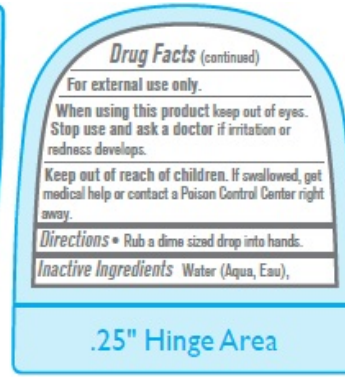 Drug Facts (continued)
For external use only.
When using this product keep out of eyes.
Stop use and ask a doctor if irritation or
redness develops.
Keep out of reach of children. If swallowed, get
medical help or contact a Poison Control Center right
away.
Directions • Rub a dime sized drop into hands.
Inactive Ingredients Water (Aqua, Eau),
.25" Hinge Area